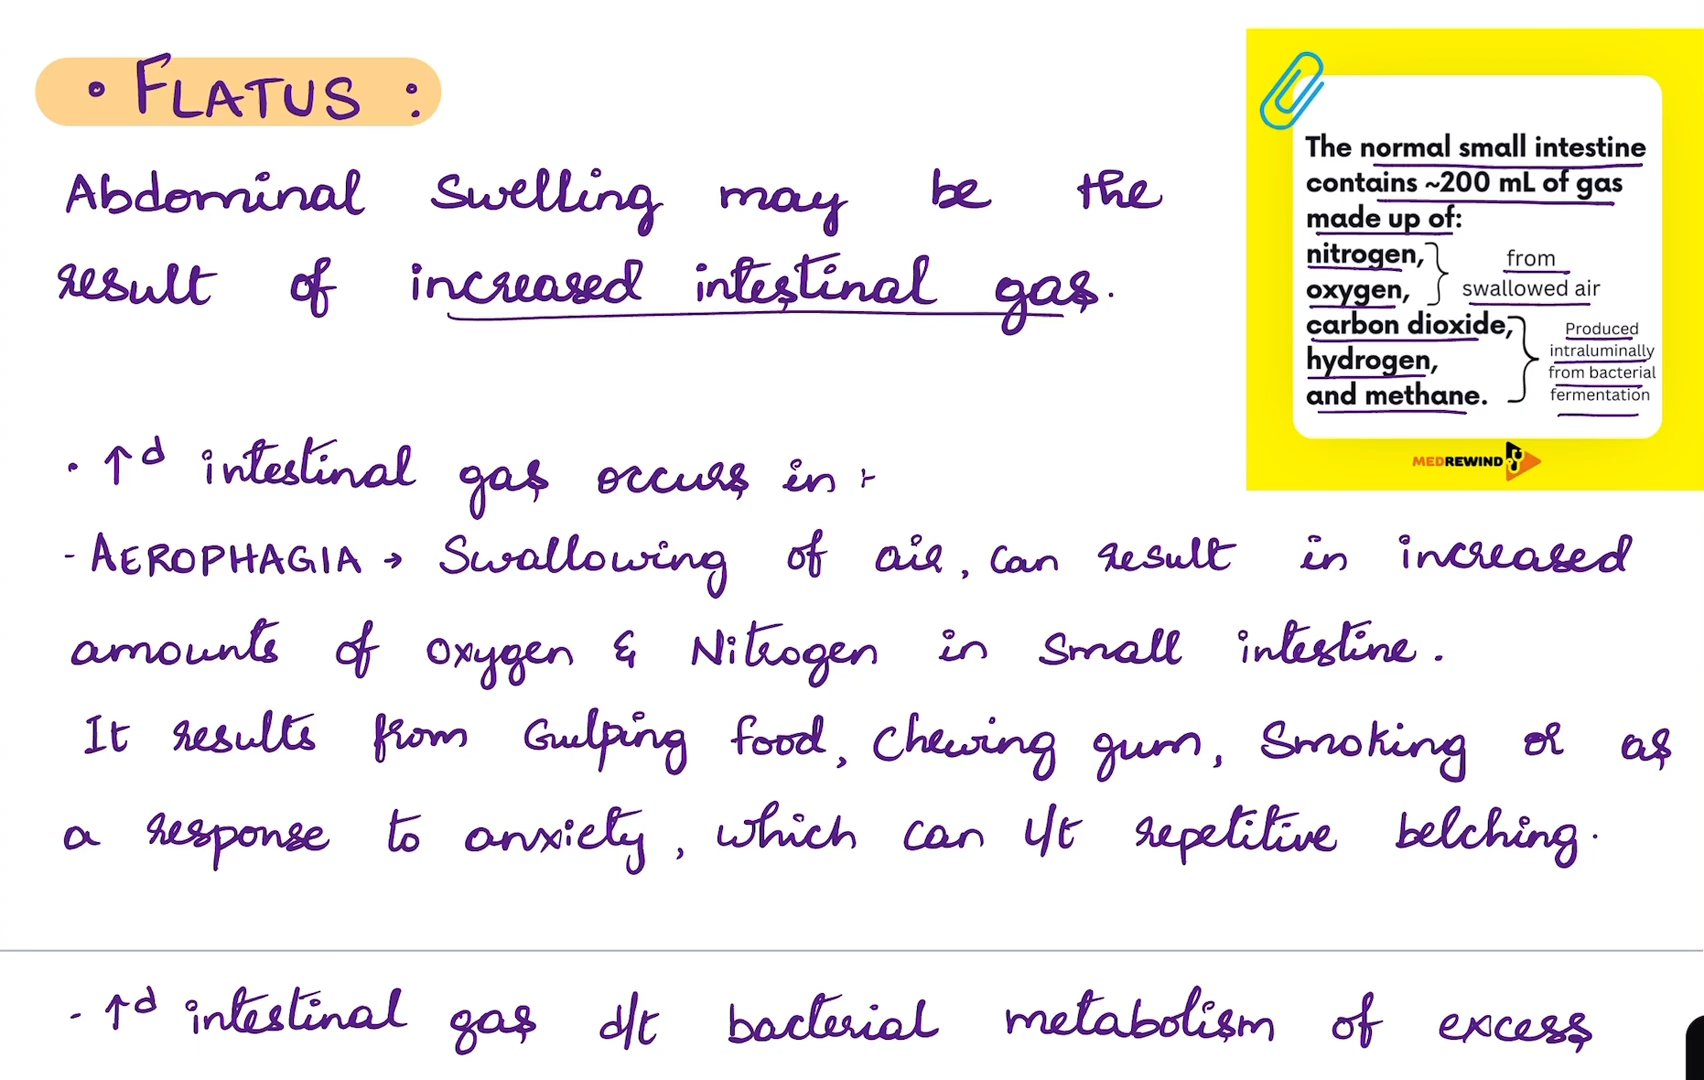 • FLATUS :
Abdominal swelling may be the
result of increased intestinal gas.
The normal small intestine
contains ~200 mL of gas
made up of:
nitrogen,
oxygen,
from
swallowed air
carbon dioxide,
hydrogen,
and methane.
Produced
intraluminally
from bacterial
fermentation
MEDREWIND
• ↑d intestinal gas occurs in :-
- AEROPHAGIA → Swallowing of air, can result in increased
amounts of oxygen & Nitrogen in small intestine.
It results from Gulping food, chewing gum, smoking or as
a response to anxiety, which can l/t repetitive belching.
- ↑d intestinal gas d/t bacterial metabolism of excess